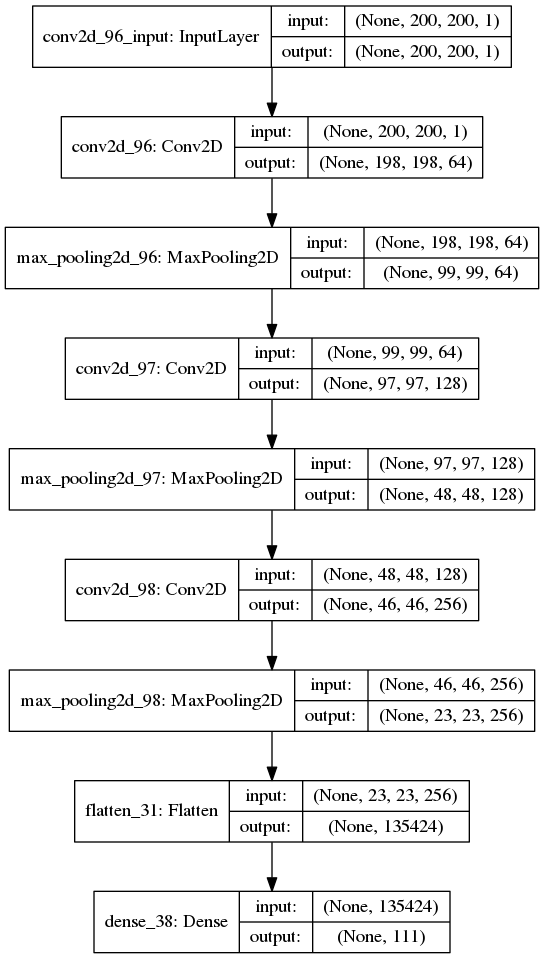 conv2d_96_input: InputLayer
input: (None, 200, 200, 1)
output: (None, 200, 200, 1)
conv2d_96: Conv2D
input: (None, 200, 200, 1)
output: (None, 198, 198, 64)
max_pooling2d_96: MaxPooling2D
input: (None, 198, 198, 64)
output: (None, 99, 99, 64)
conv2d_97: Conv2D
input: (None, 99, 99, 64)
output: (None, 97, 97, 128)
max_pooling2d_97: MaxPooling2D
input: (None, 97, 97, 128)
output: (None, 48, 48, 128)
conv2d_98: Conv2D
input: (None, 48, 48, 128)
output: (None, 46, 46, 256)
max_pooling2d_98: MaxPooling2D
input: (None, 46, 46, 256)
output: (None, 23, 23, 256)
flatten_31: Flatten
input: (None, 23, 23, 256)
output: (None, 135424)
dense_38: Dense
input: (None, 135424)
output: (None, 111)